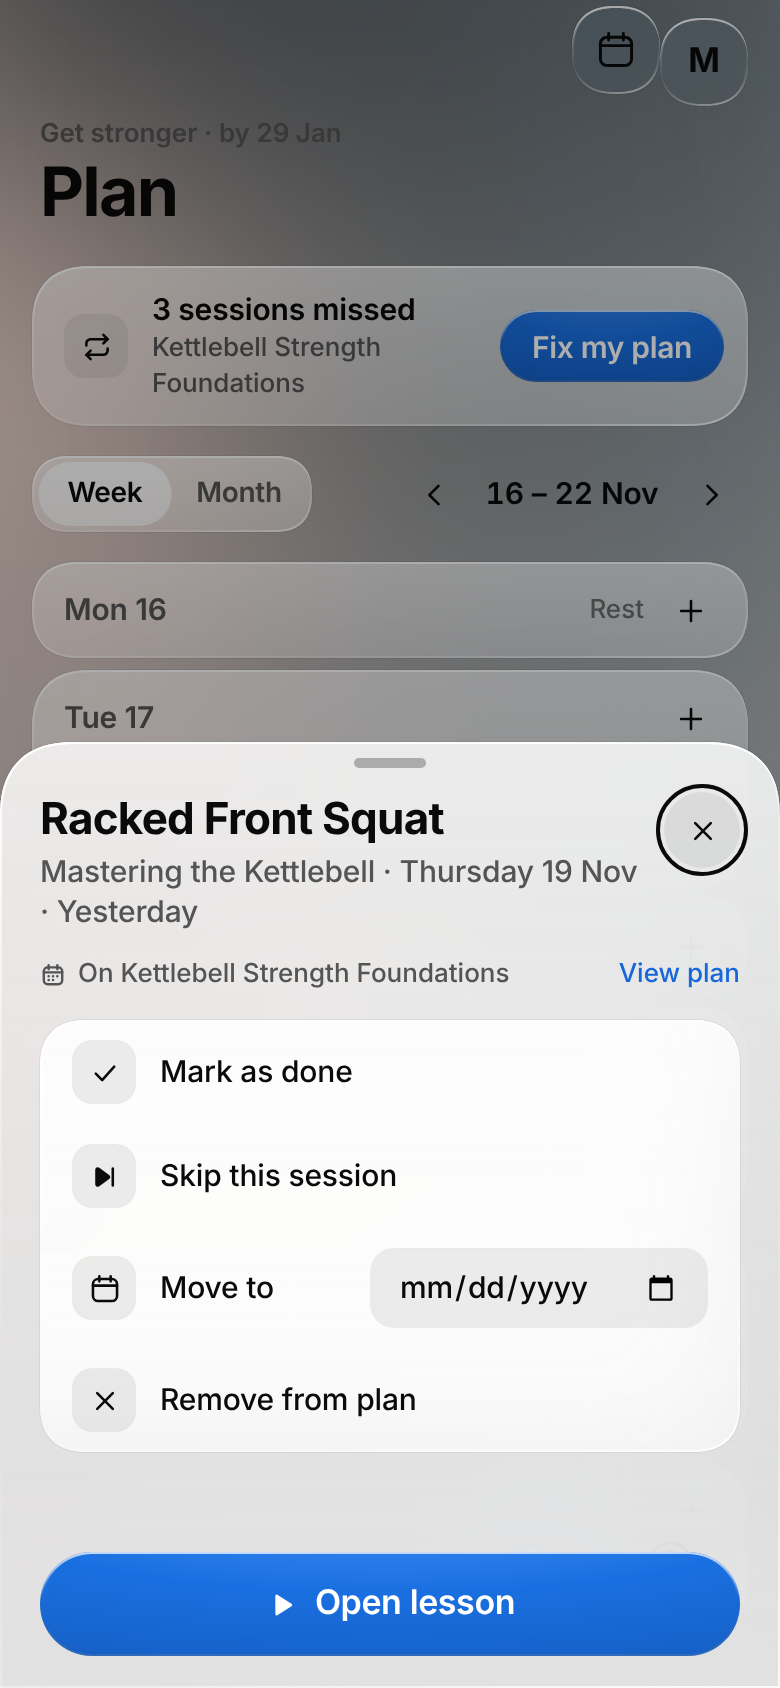 M
Get stronger · by 29 Jan
Plan
3 sessions missed
Kettlebell Strength
Foundations
Fix my plan
Week
Month
16 – 22 Nov
Mon 16
Rest
Tue 17
Racked Front Squat
Mastering the Kettlebell · Thursday 19 Nov
· Yesterday
On Kettlebell Strength Foundations
View plan
Mark as done
Skip this session
Move to
mm/dd/yyyy
Remove from plan
Open lesson